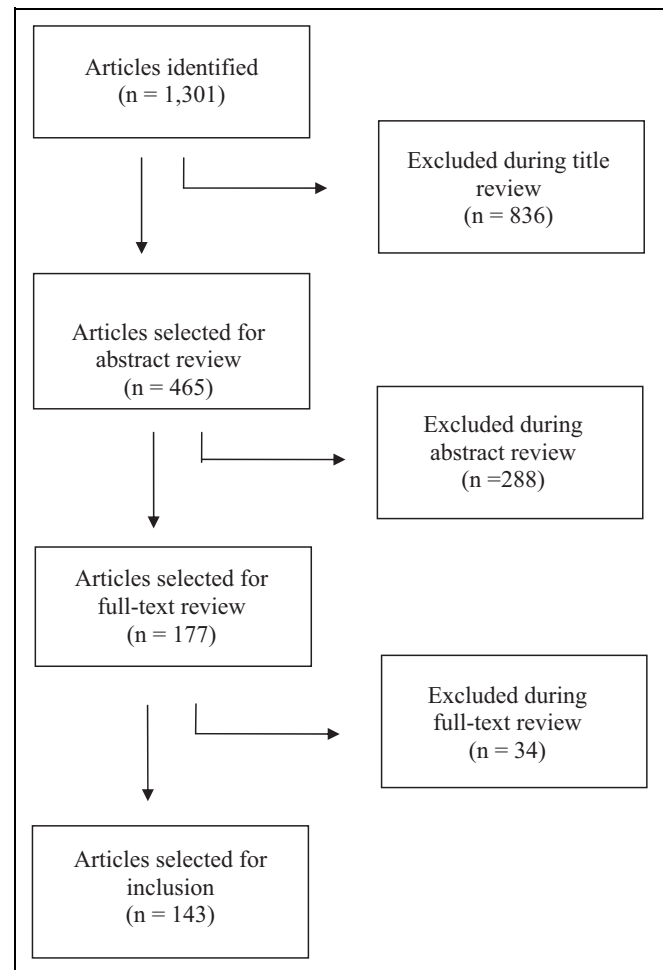 Articles identified
(n = 1,301)
Excluded during title
review
(n = 836)
Articles selected for
abstract review
(n = 465)
Excluded during
abstract review
(n =288)
Articles selected for
full-text review
(n = 177)
Excluded during
full-text review
(n = 34)
Articles selected for
inclusion
(n = 143)